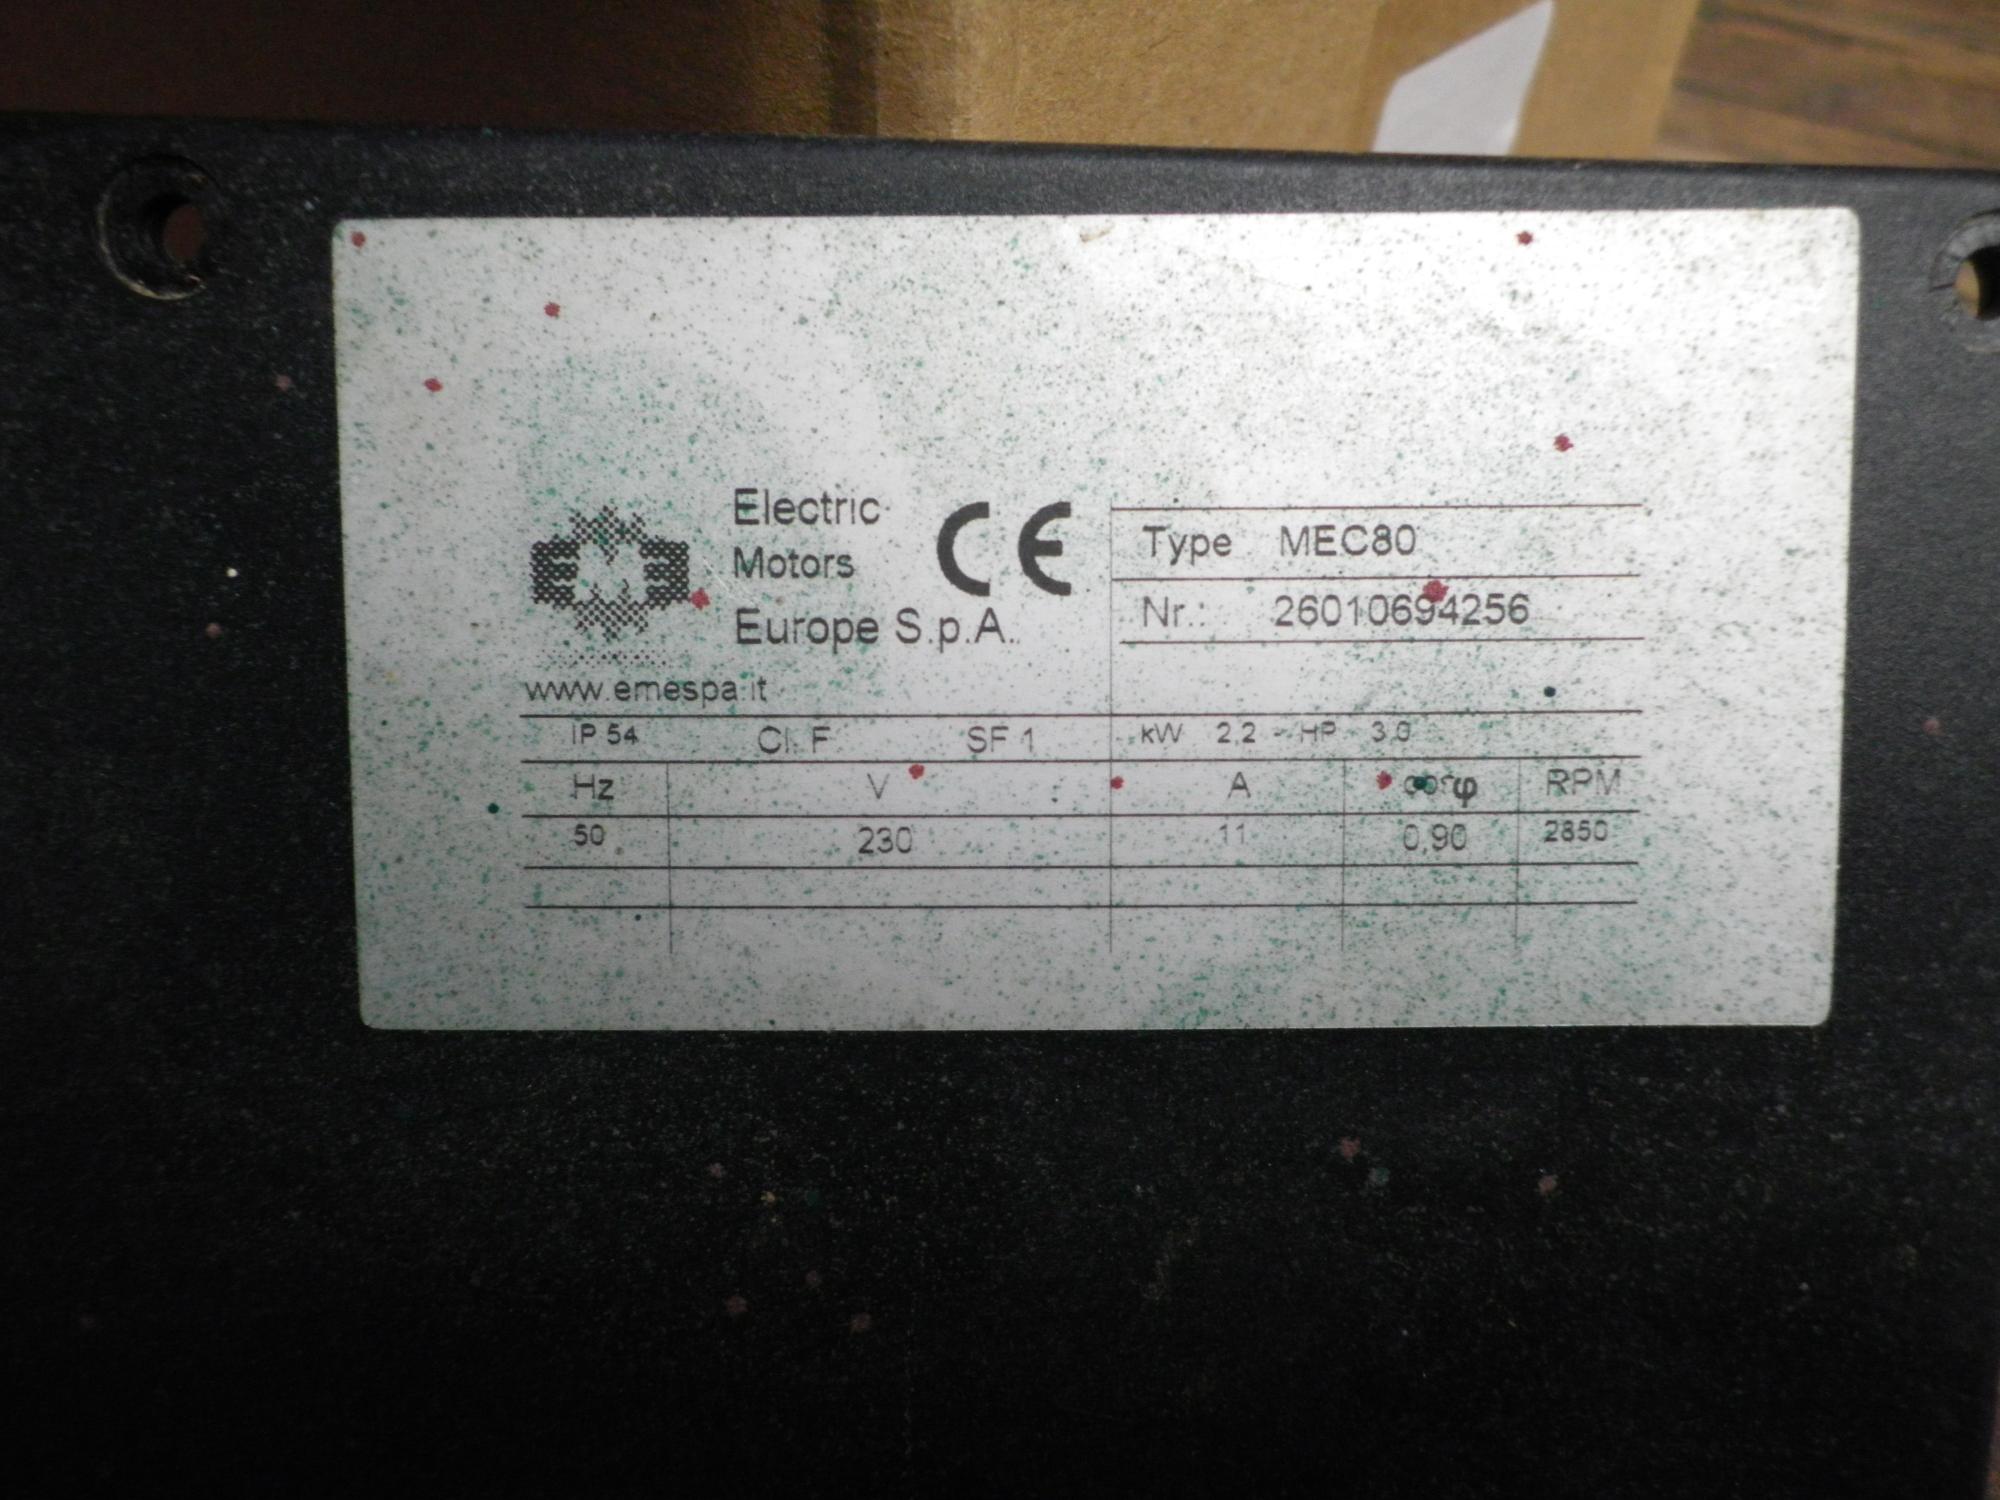 Electric
Motors
Europe S.p.A.
CE
www.emespa.it
Type MEC80
Nr.: 26010694256
IP 54 Cl. F SF 1 kW 2,2 - HP 3,0
Hz V A cosφ RPM
50 230 11 0,90 2850